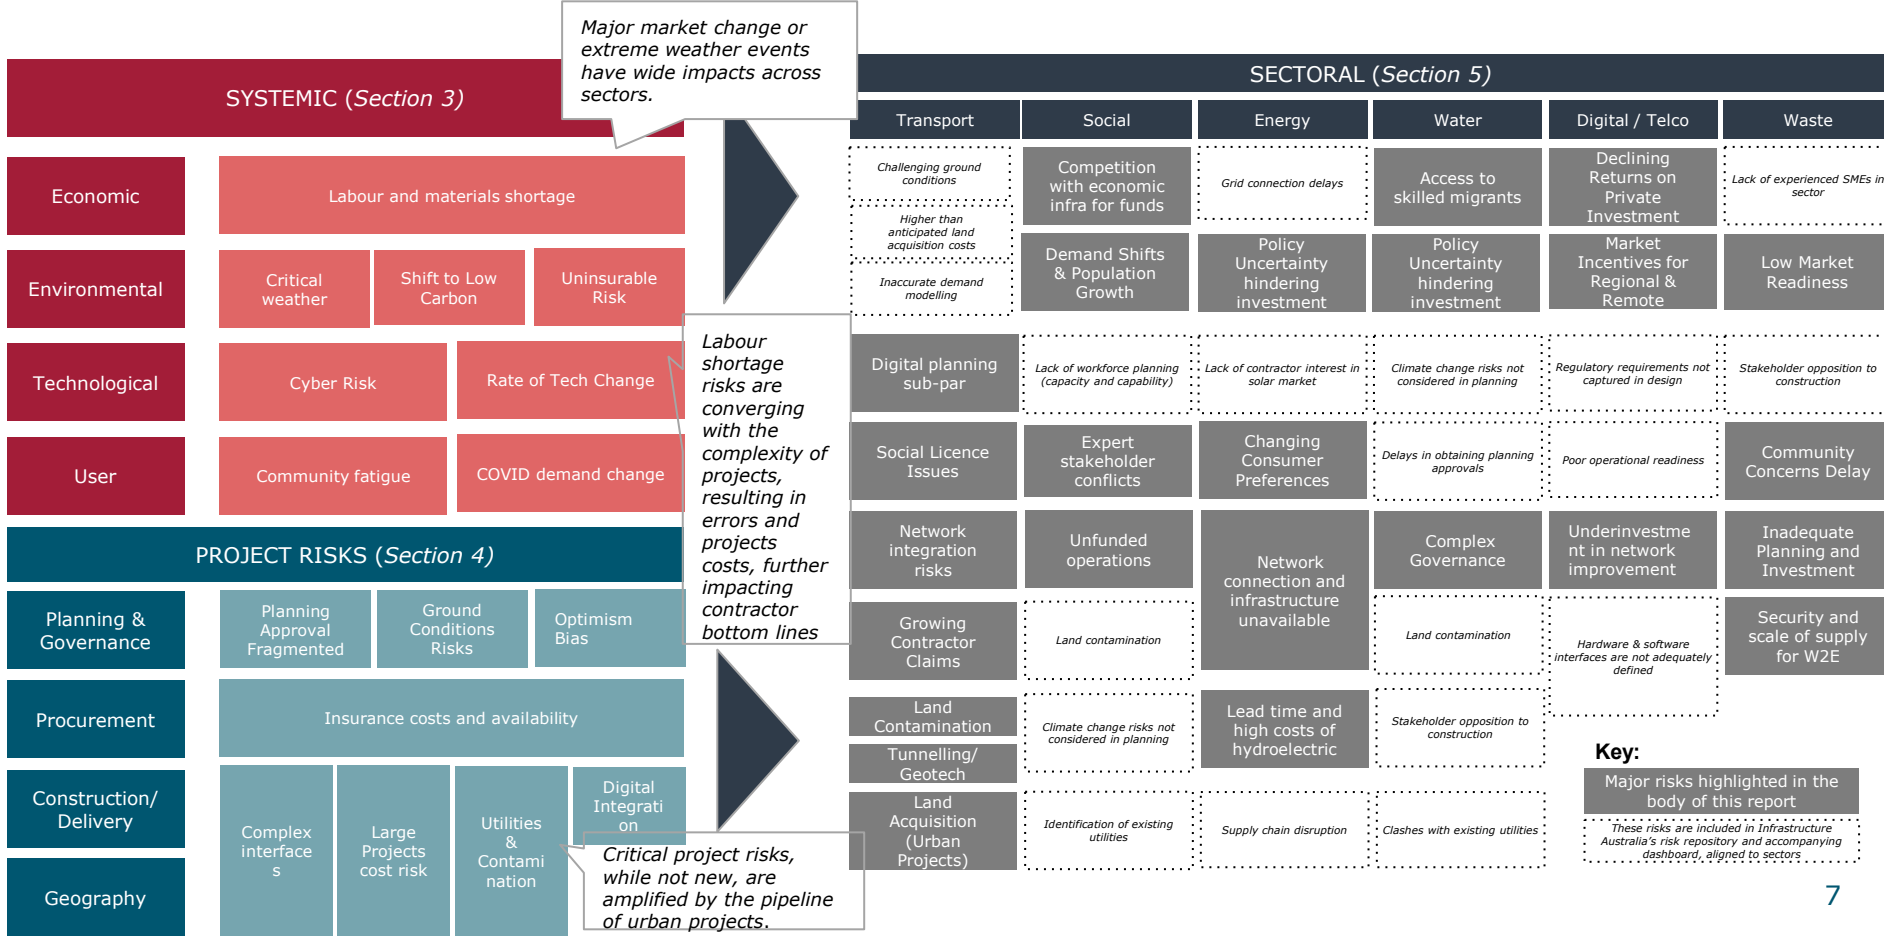 Major market change or
extreme weather events
have wide impacts across
sectors.
SYSTEMIC (Section 3)
Economic
Labour and materials shortage
Environmental
Critical
weather
Shift to Low
Carbon
Uninsurable
Risk
Technological
Cyber Risk
Rate of Tech Change
User
Community fatigue
COVID demand change
Labour
shortage
risks are
converging
with the
complexity of
projects,
resulting in
errors and
projects
costs, further
impacting
contractor
bottom lines
PROJECT RISKS (Section 4)
Planning &
Governance
Planning
Approval
Fragmented
Ground
Conditions
Risks
Optimism
Bias
Procurement
Insurance costs and availability
Construction/
Delivery
Geography
Complex
interface
s
Large
Projects
cost risk
Utilities
&
Contami
nation
Digital
Integrati
on
Critical project risks,
while not new, are
amplified by the pipeline
of urban projects.
SECTORAL (Section 5)
Transport
Social
Energy
Water
Digital / Telco
Waste
Challenging ground
conditions
Higher than
anticipated land
acquisition costs
Inaccurate demand
modelling
Competition
with economic
infra for funds
Grid connection delays
Access to
skilled migrants
Declining
Returns on
Private
Investment
Lack of experienced SMEs in
sector
Demand Shifts
& Population
Growth
Policy
Uncertainty
hindering
investment
Policy
Uncertainty
hindering
investment
Market
Incentives for
Regional &
Remote
Low Market
Readiness
Digital planning
sub-par
Lack of workforce planning
(capacity and capability)
Lack of contractor interest in
solar market
Climate change risks not
considered in planning
Regulatory requirements not
captured in design
Stakeholder opposition to
construction
Social Licence
Issues
Expert
stakeholder
conflicts
Changing
Consumer
Preferences
Delays in obtaining planning
approvals
Poor operational readiness
Community
Concerns Delay
Network
integration
risks
Unfunded
operations
Network
connection and
infrastructure
unavailable
Complex
Governance
Underinvestme
nt in network
improvement
Inadequate
Planning and
Investment
Growing
Contractor
Claims
Land contamination
Land contamination
Hardware & software
interfaces are not adequately
defined
Security and
scale of supply
for W2E
Land
Contamination
Tunnelling/
Geotech
Climate change risks not
considered in planning
Lead time and
high costs of
hydroelectric
Stakeholder opposition to
construction
Land
Acquisition
(Urban
Projects)
Identification of existing
utilities
Supply chain disruption
Clashes with existing utilities
Key:
Major risks highlighted in the
body of this report
These risks are included in Infrastructure
Australia's risk repository and accompanying
dashboard, aligned to sectors
7